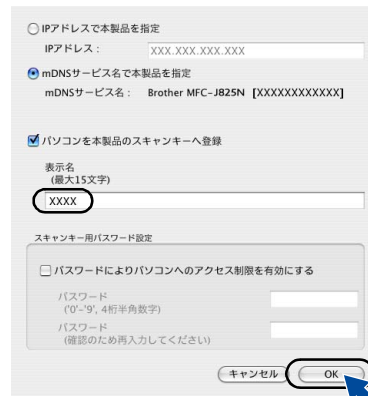 IPアドレスで本製品を指定
IPアドレス： XXX.XXX.XXX.XXX
mDNSサービス名で本製品を指定
mDNSサービス名： Brother MFC-J825N [XXXXXXXXXXXX]
パソコンを本製品のスキャンキーへ登録
表示名
(最大15文字)
XXXX
スキャンキー用パスワード設定
パスワードによりパソコンへのアクセス制限を有効にする
パスワード
('0'-'9', 4桁半角数字)
パスワード
(確認のため再入力してください)
キャンセル OK